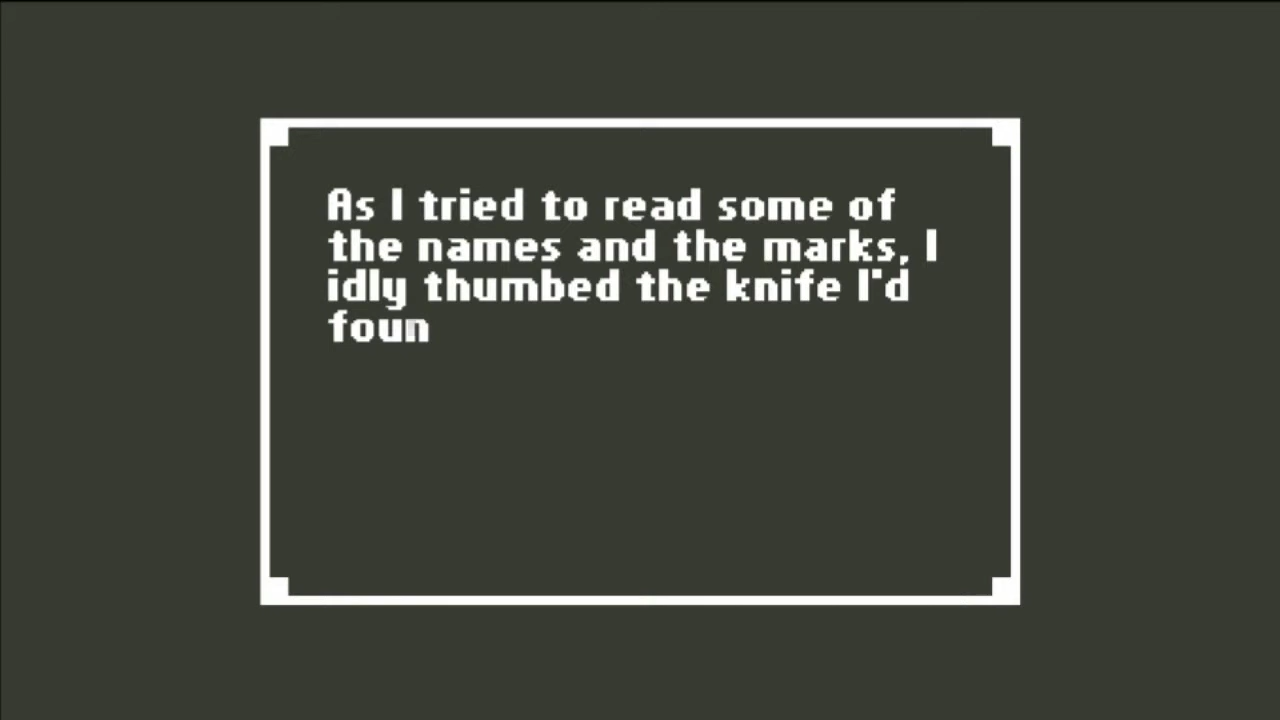 As I tried to read some of
the names and the marks, I
idly thumbed the knife I'd
foun